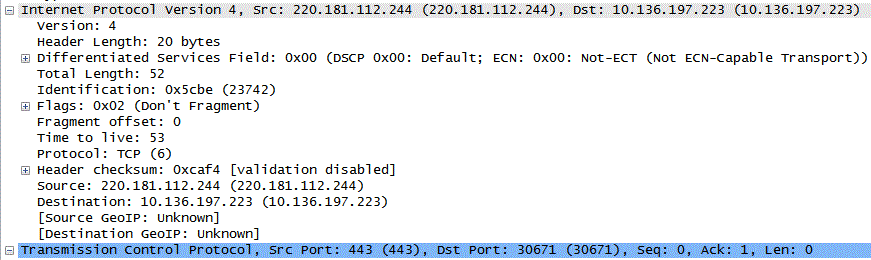 Internet Protocol Version 4, Src: 220.181.112.244 (220.181.112.244), Dst: 10.136.197.223 (10.136.197.223)
Version: 4
Header Length: 20 bytes
Differentiated Services Field: 0x00 (DSCP 0x00: Default; ECN: 0x00: Not-ECT (Not ECN-Capable Transport))
Total Length: 52
Identification: 0x5cbe (23742)
Flags: 0x02 (Don't Fragment)
Fragment offset: 0
Time to live: 53
Protocol: TCP (6)
Header checksum: 0xcaf4 [validation disabled]
Source: 220.181.112.244 (220.181.112.244)
Destination: 10.136.197.223 (10.136.197.223)
[Source GeoIP: Unknown]
[Destination GeoIP: Unknown]
Transmission Control Protocol, Src Port: 443 (443), Dst Port: 30671 (30671), Seq: 0, Ack: 1, Len: 0